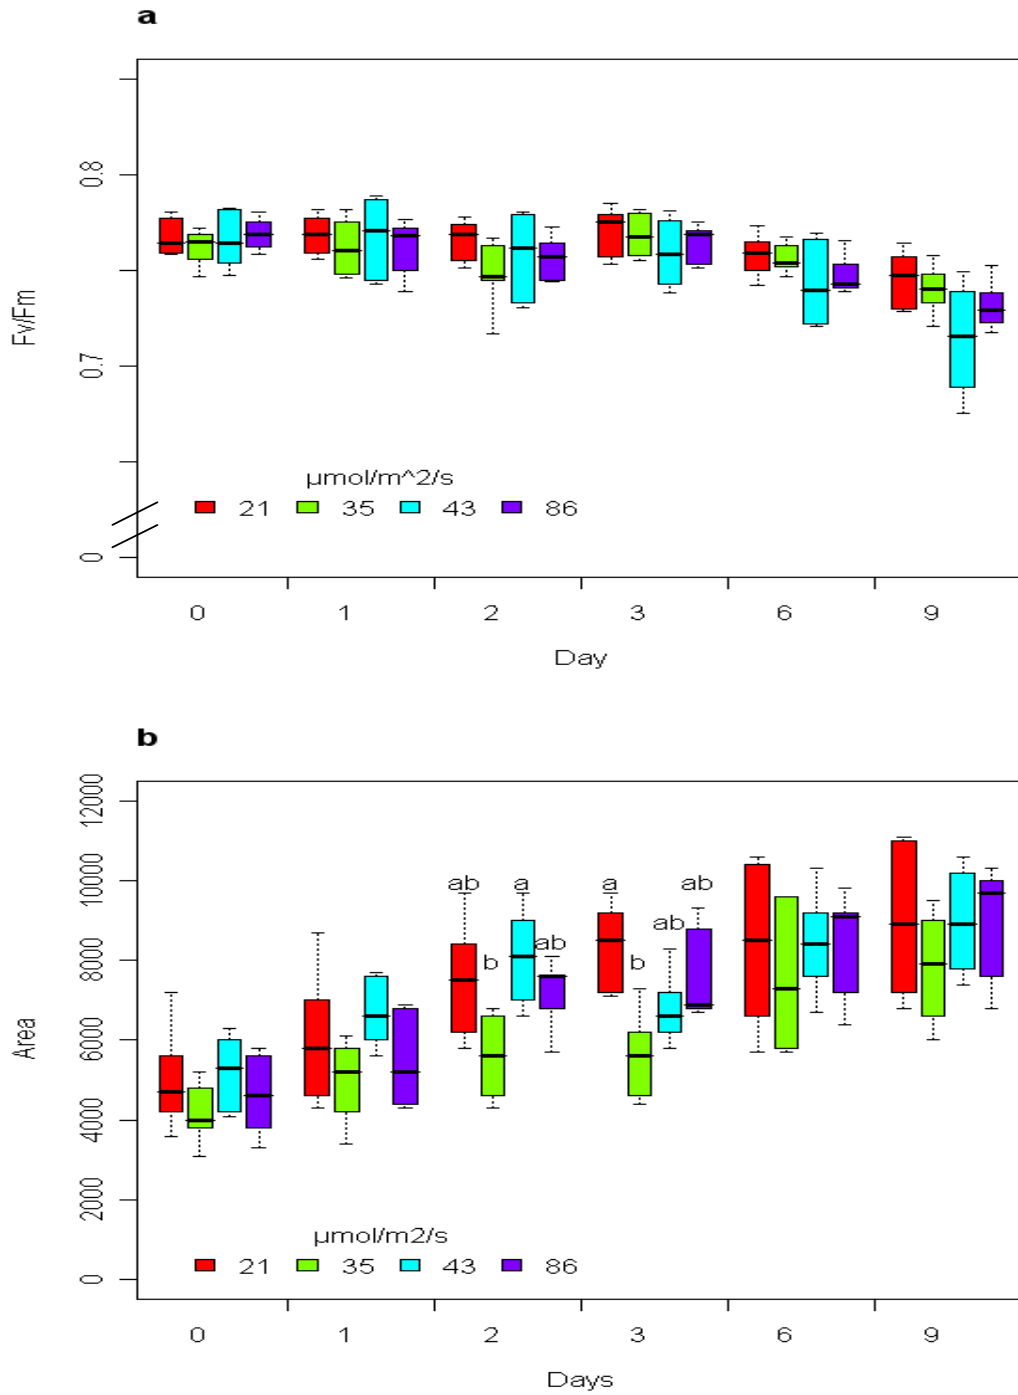 a
Fv/Fm
0.8
0.7
0
µmol/m^2/s
21 35 43 86
0 1 2 3 6 9
Day
b
Area
12000
10000
8000
6000
4000
2000
0
ab a a ab
ab
ab
b b
µmol/m2/s
21 35 43 86
0 1 2 3 6 9
Days